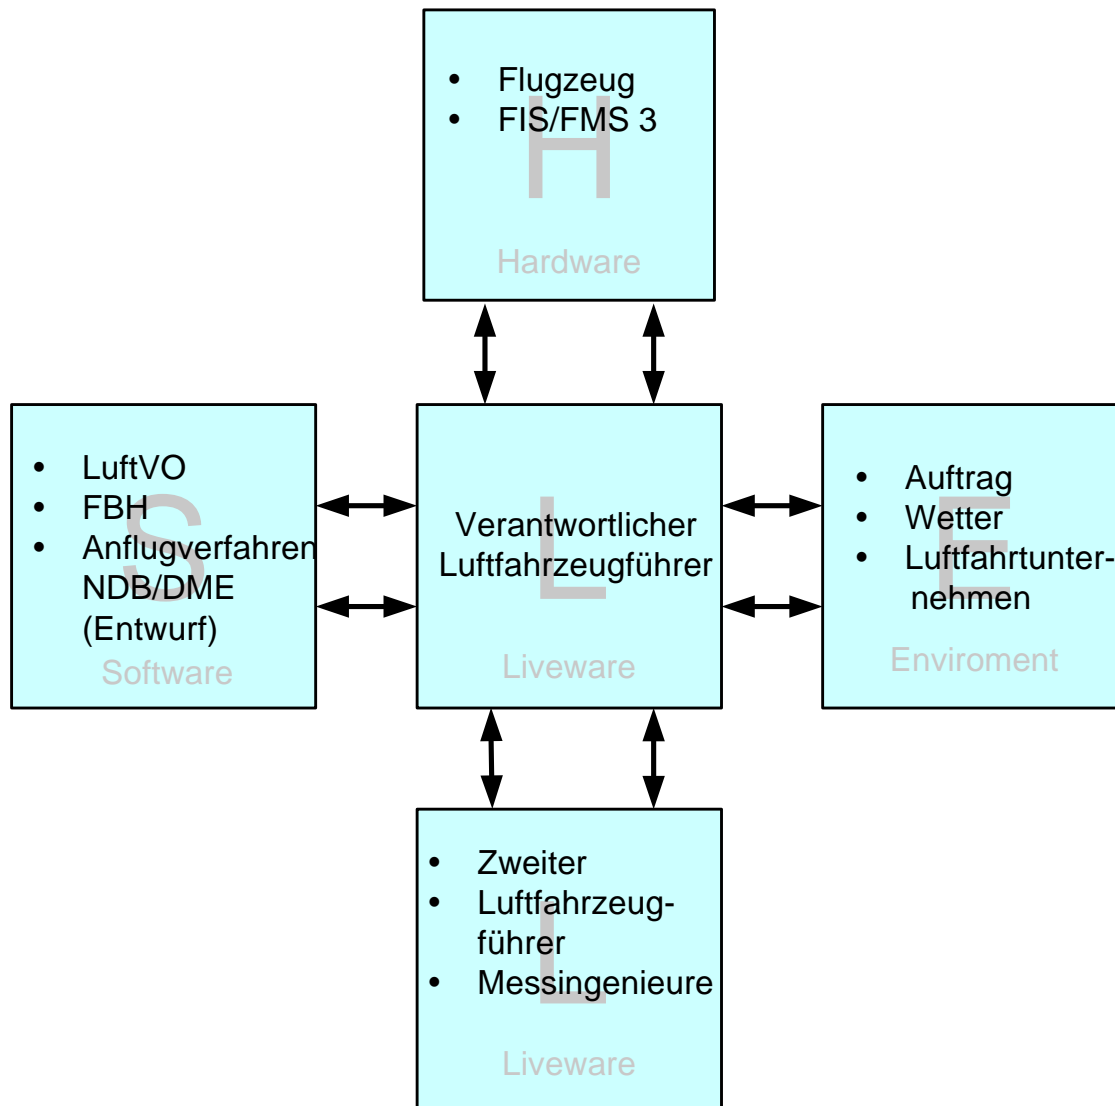 • Flugzeug
• FIS/FMS 3
H
Hardware
• LuftVO
• FBH
• Anflugverfahren
NDB/DME
(Entwurf)
S
Software
Verantwortlicher
Luftfahrzeugführer
L
Liveware
• Auftrag
• Wetter
• Luftfahrtunter-
nehmen
E
Enviroment
• Zweiter
• Luftfahrzeug-
führer
• Messingenieure
L
Liveware